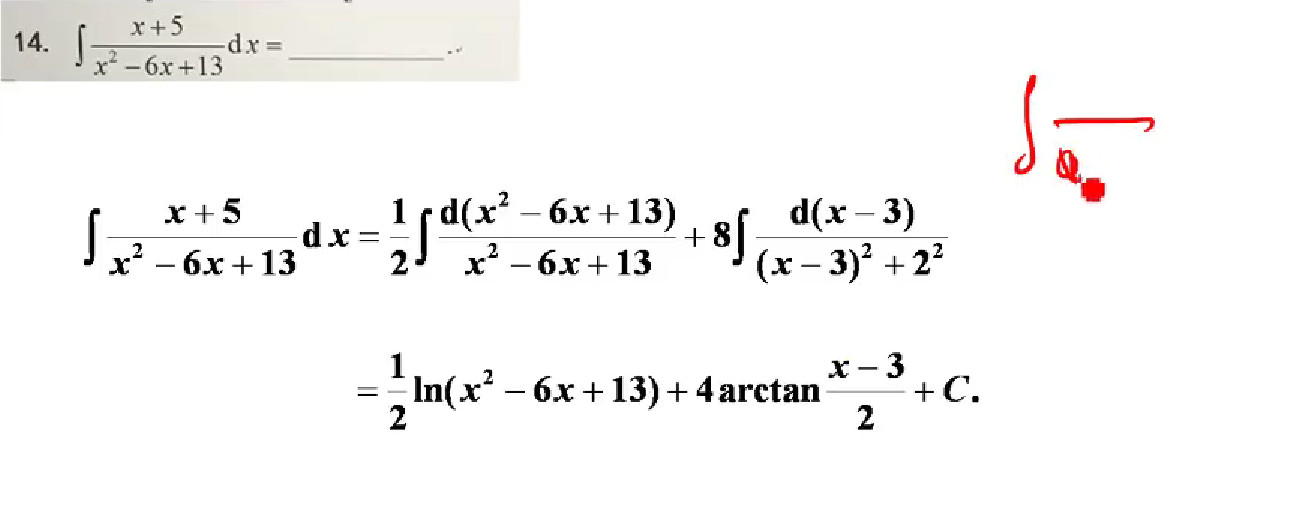 14. ∫ (x+5)/(x² − 6x + 13) dx = ________.
∫
∫ (x + 5)/(x² − 6x + 13) dx = 1/2 ∫ d(x² − 6x + 13)/(x² − 6x + 13) + 8∫ d(x − 3)/((x − 3)² + 2²)
= 1/2 ln(x² − 6x + 13) + 4 arctan (x − 3)/2 + C.